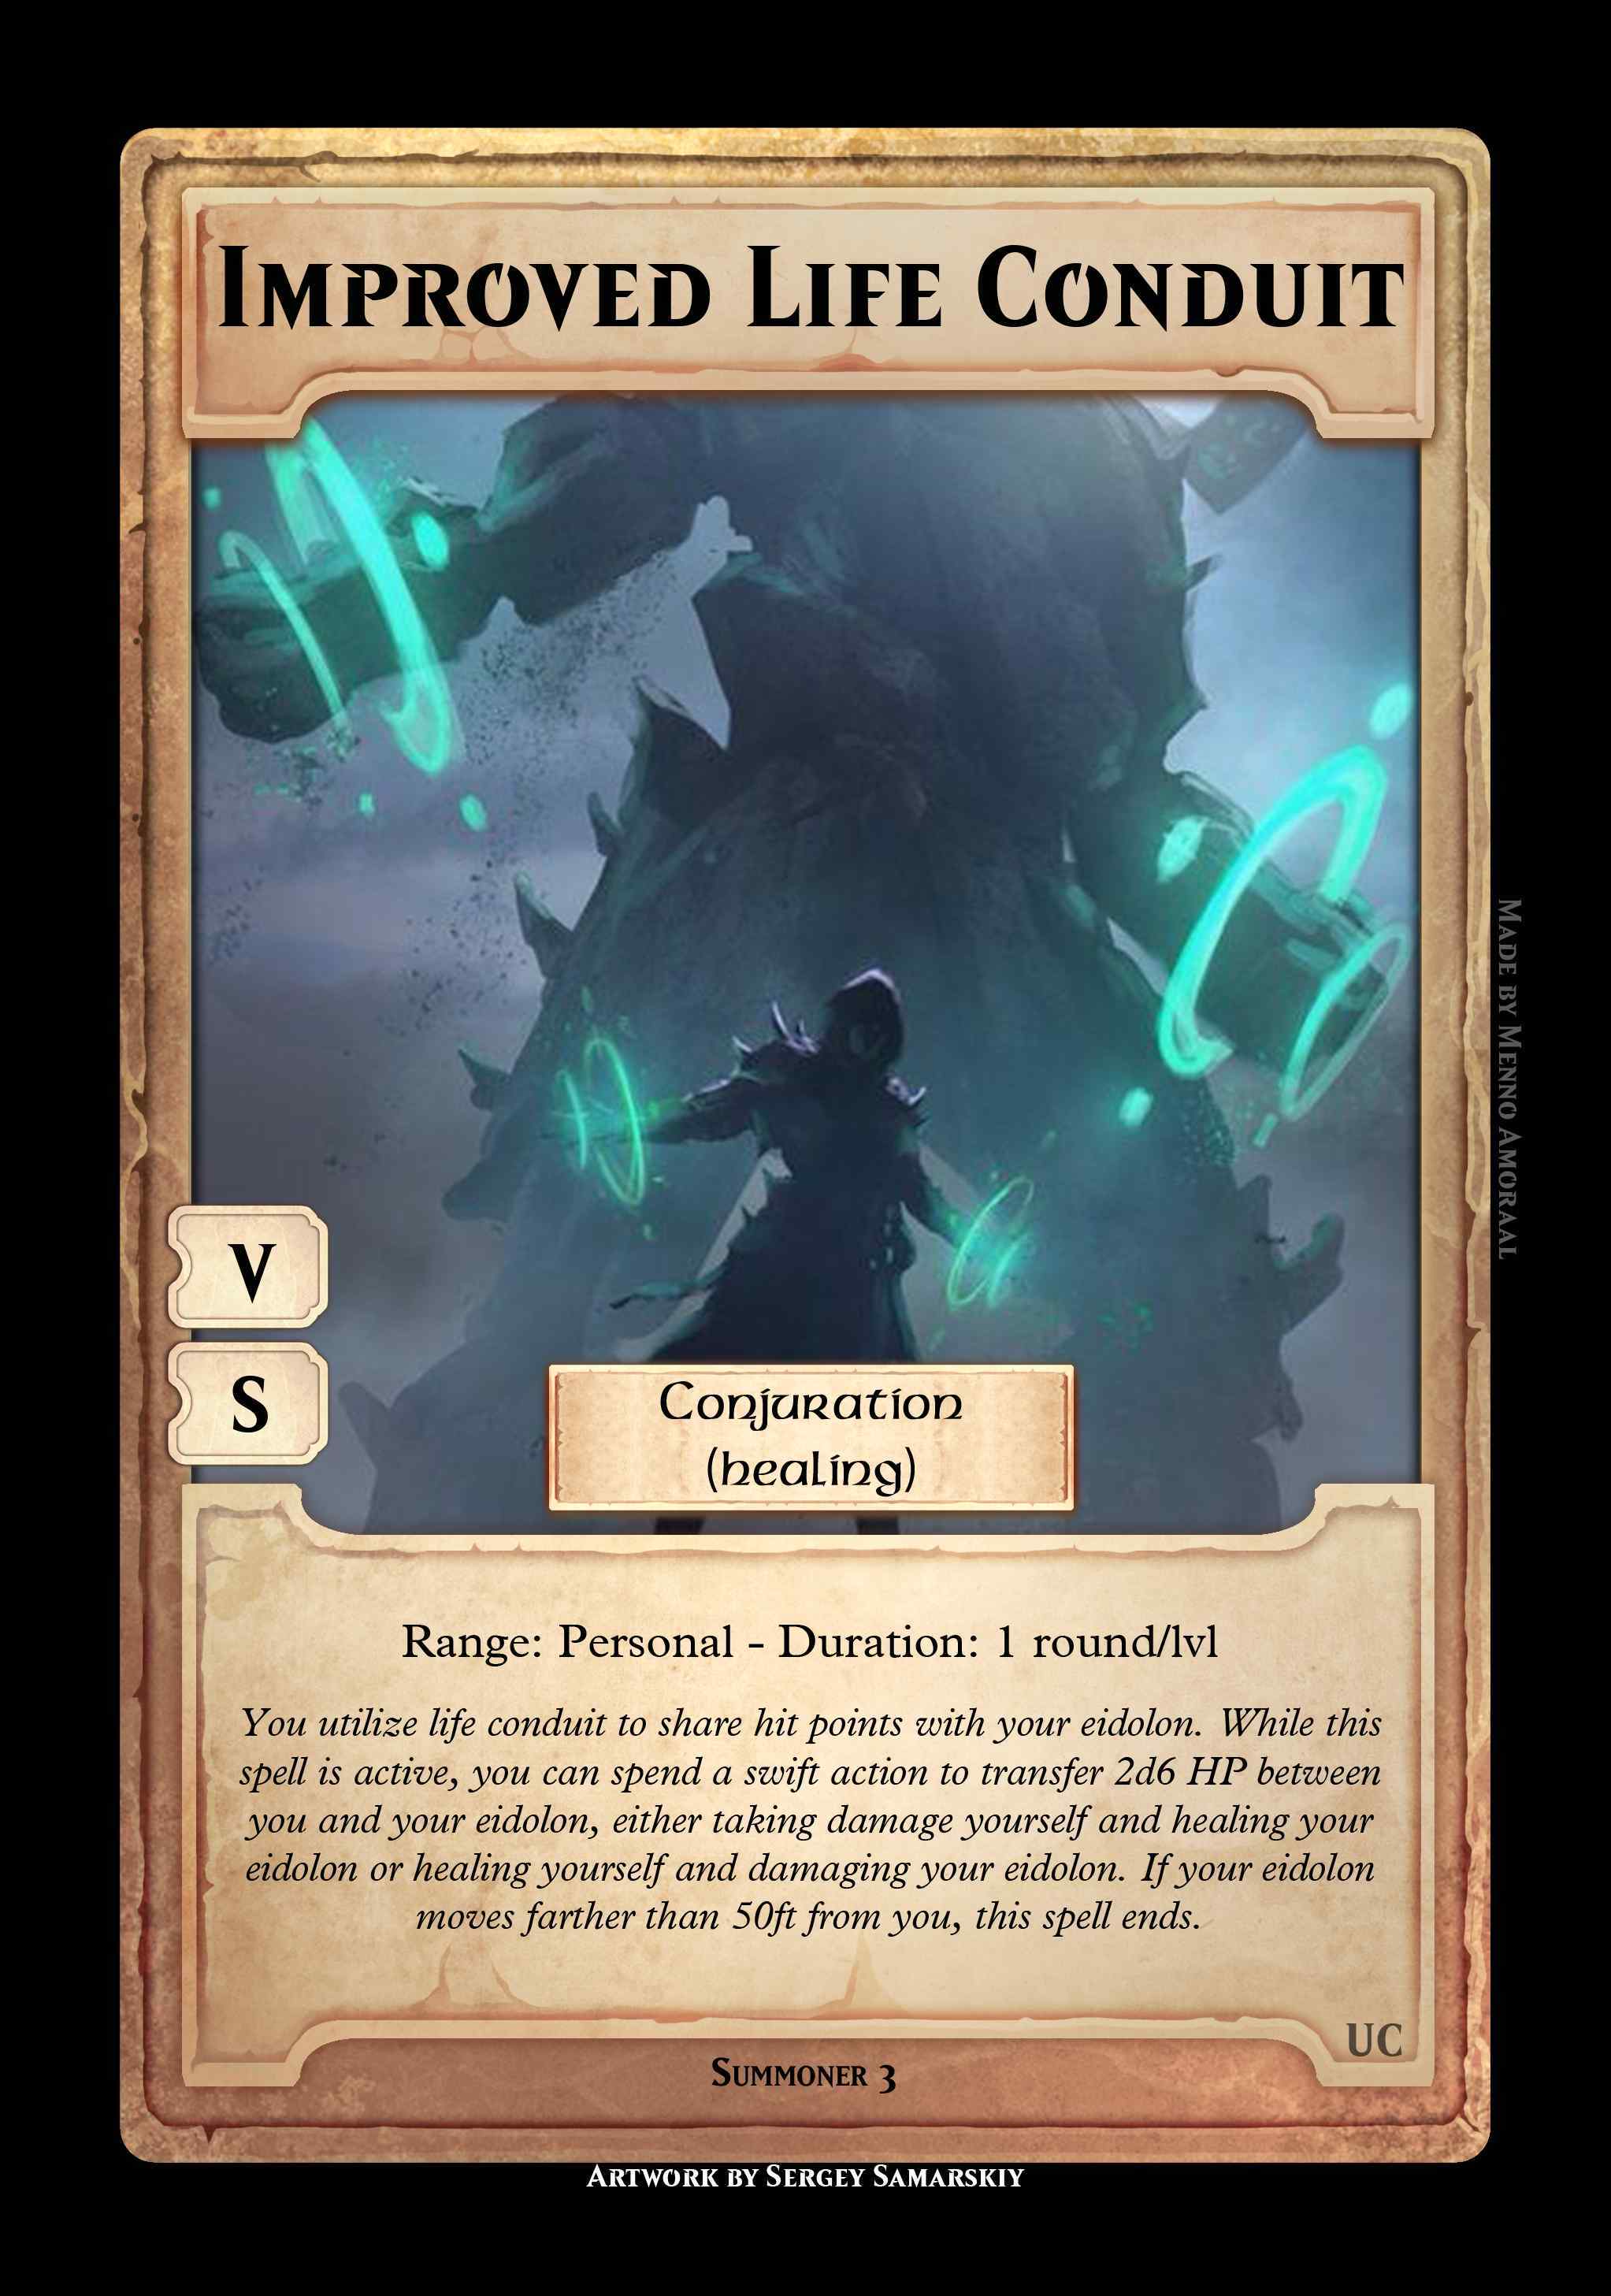 Improved Life Conduit
V
S
Conjuration
(healing)
Range: Personal - Duration: 1 round/lvl
You utilize life conduit to share hit points with your eidolon. While this
spell is active, you can spend a swift action to transfer 2d6 HP between
you and your eidolon, either taking damage yourself and healing your
eidolon or healing yourself and damaging your eidolon. If your eidolon
moves farther than 50ft from you, this spell ends.
UC
Summoner 3
Artwork by Sergey Samarskiy
Made by Menno Amoraal